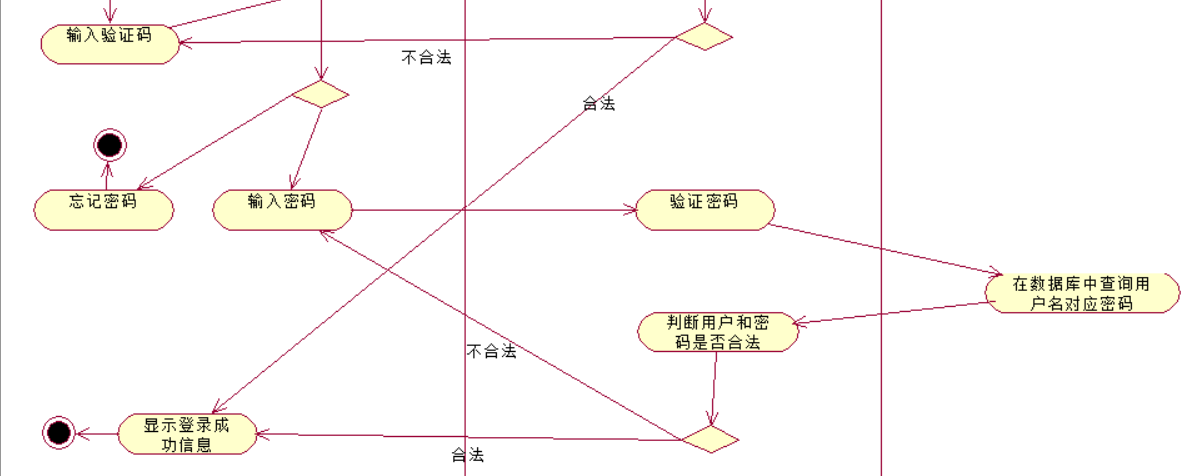 输入验证码
不合法
合法
忘记密码
输入密码
验证密码
在数据库中查询用
户名对应密码
判断用户和密
码是否合法
不合法
显示登录成
功信息
合法